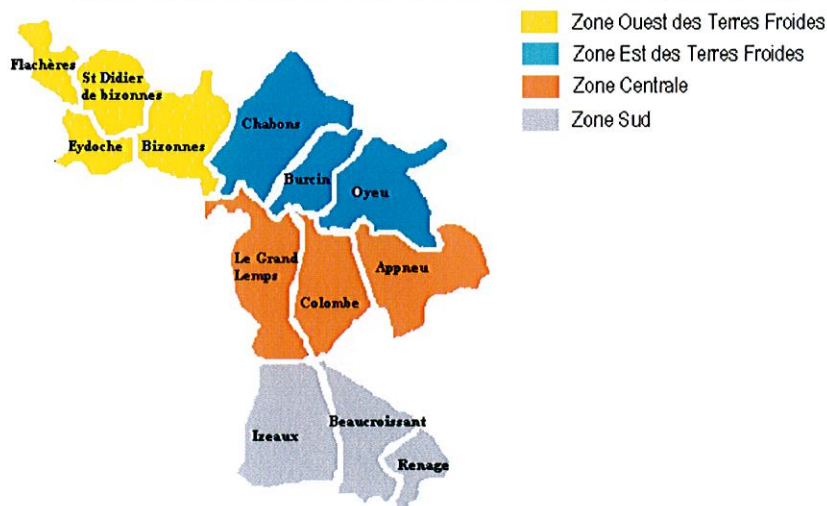 Zone Ouest des Terres Froides
Zone Est des Terres Froides
Zone Centrale
Zone Sud
Flachères
St Didier
de bizonnes
Eydoche
Bizonnes
Chabons
Burcin
Oyeu
Le Grand
Lemps
Colombe
Appneu
Izeaux
Beaucroissant
Renage